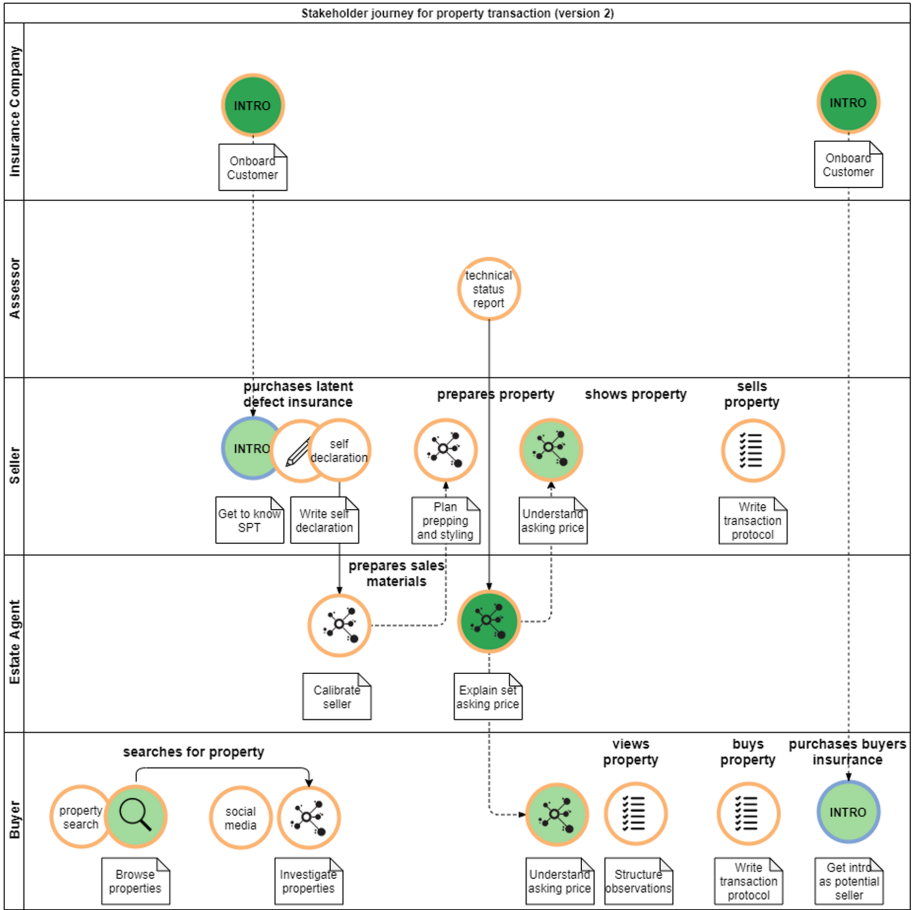 Stakeholder journey for property transaction (version 2)
Insurance Company
INTRO
Onboard
Customer
INTRO
Onboard
Customer
Assessor
technical
status
report
Seller
purchases latent
defect insurance
prepares property
shows property
sells
property
INTRO
self
declaration
Get to know
SPT
Write self
declaration
Plan
prepping
and styling
Understand
asking price
Write
transaction
protocol
Estate Agent
prepares sales
materials
Calibrate
seller
Explain set
asking price
Buyer
searches for property
views
property
buys
property
purchases buyers
insurrance
property
search
social
media
INTRO
Browse
properties
Investigate
properties
Understand
asking price
Structure
observations
Write
transaction
protocol
Get intro
as potential
seller